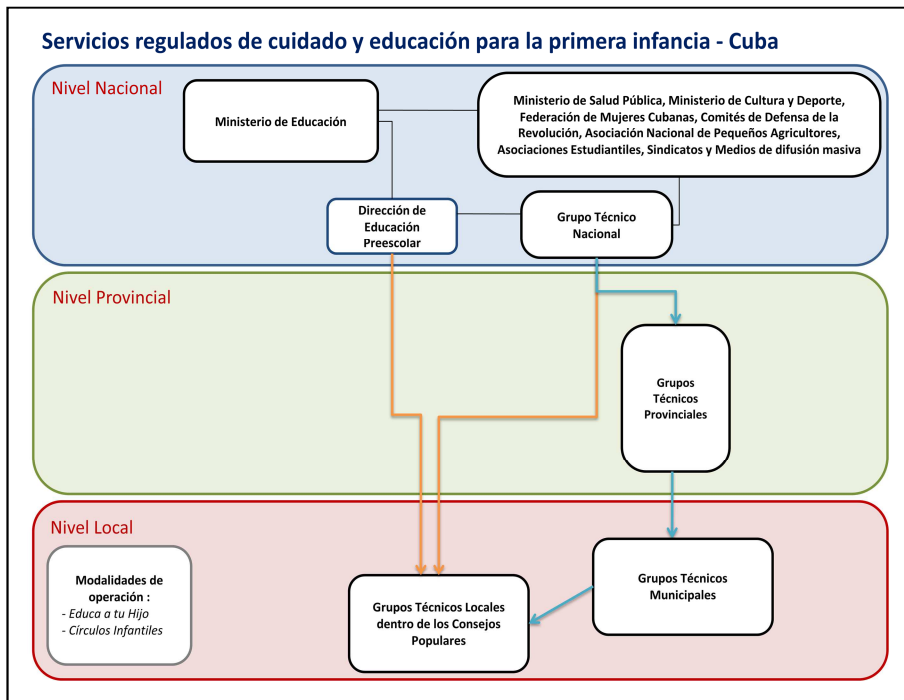 Servicios regulados de cuidado y educación para la primera infancia - Cuba
Nivel Nacional
Ministerio de Educación
Ministerio de Salud Pública, Ministerio de Cultura y Deporte,
Federación de Mujeres Cubanas, Comités de Defensa de la
Revolución, Asociación Nacional de Pequeños Agricultores,
Asociaciones Estudiantiles, Sindicatos y Medios de difusión masiva
Dirección de
Educación
Preescolar
Grupo Técnico
Nacional
Nivel Provincial
Grupos
Técnicos
Provinciales
Nivel Local
Modalidades de
operación :
- Educa a tu Hijo
- Círculos Infantiles
Grupos Técnicos Locales
dentro de los Consejos
Populares
Grupos Técnicos
Municipales